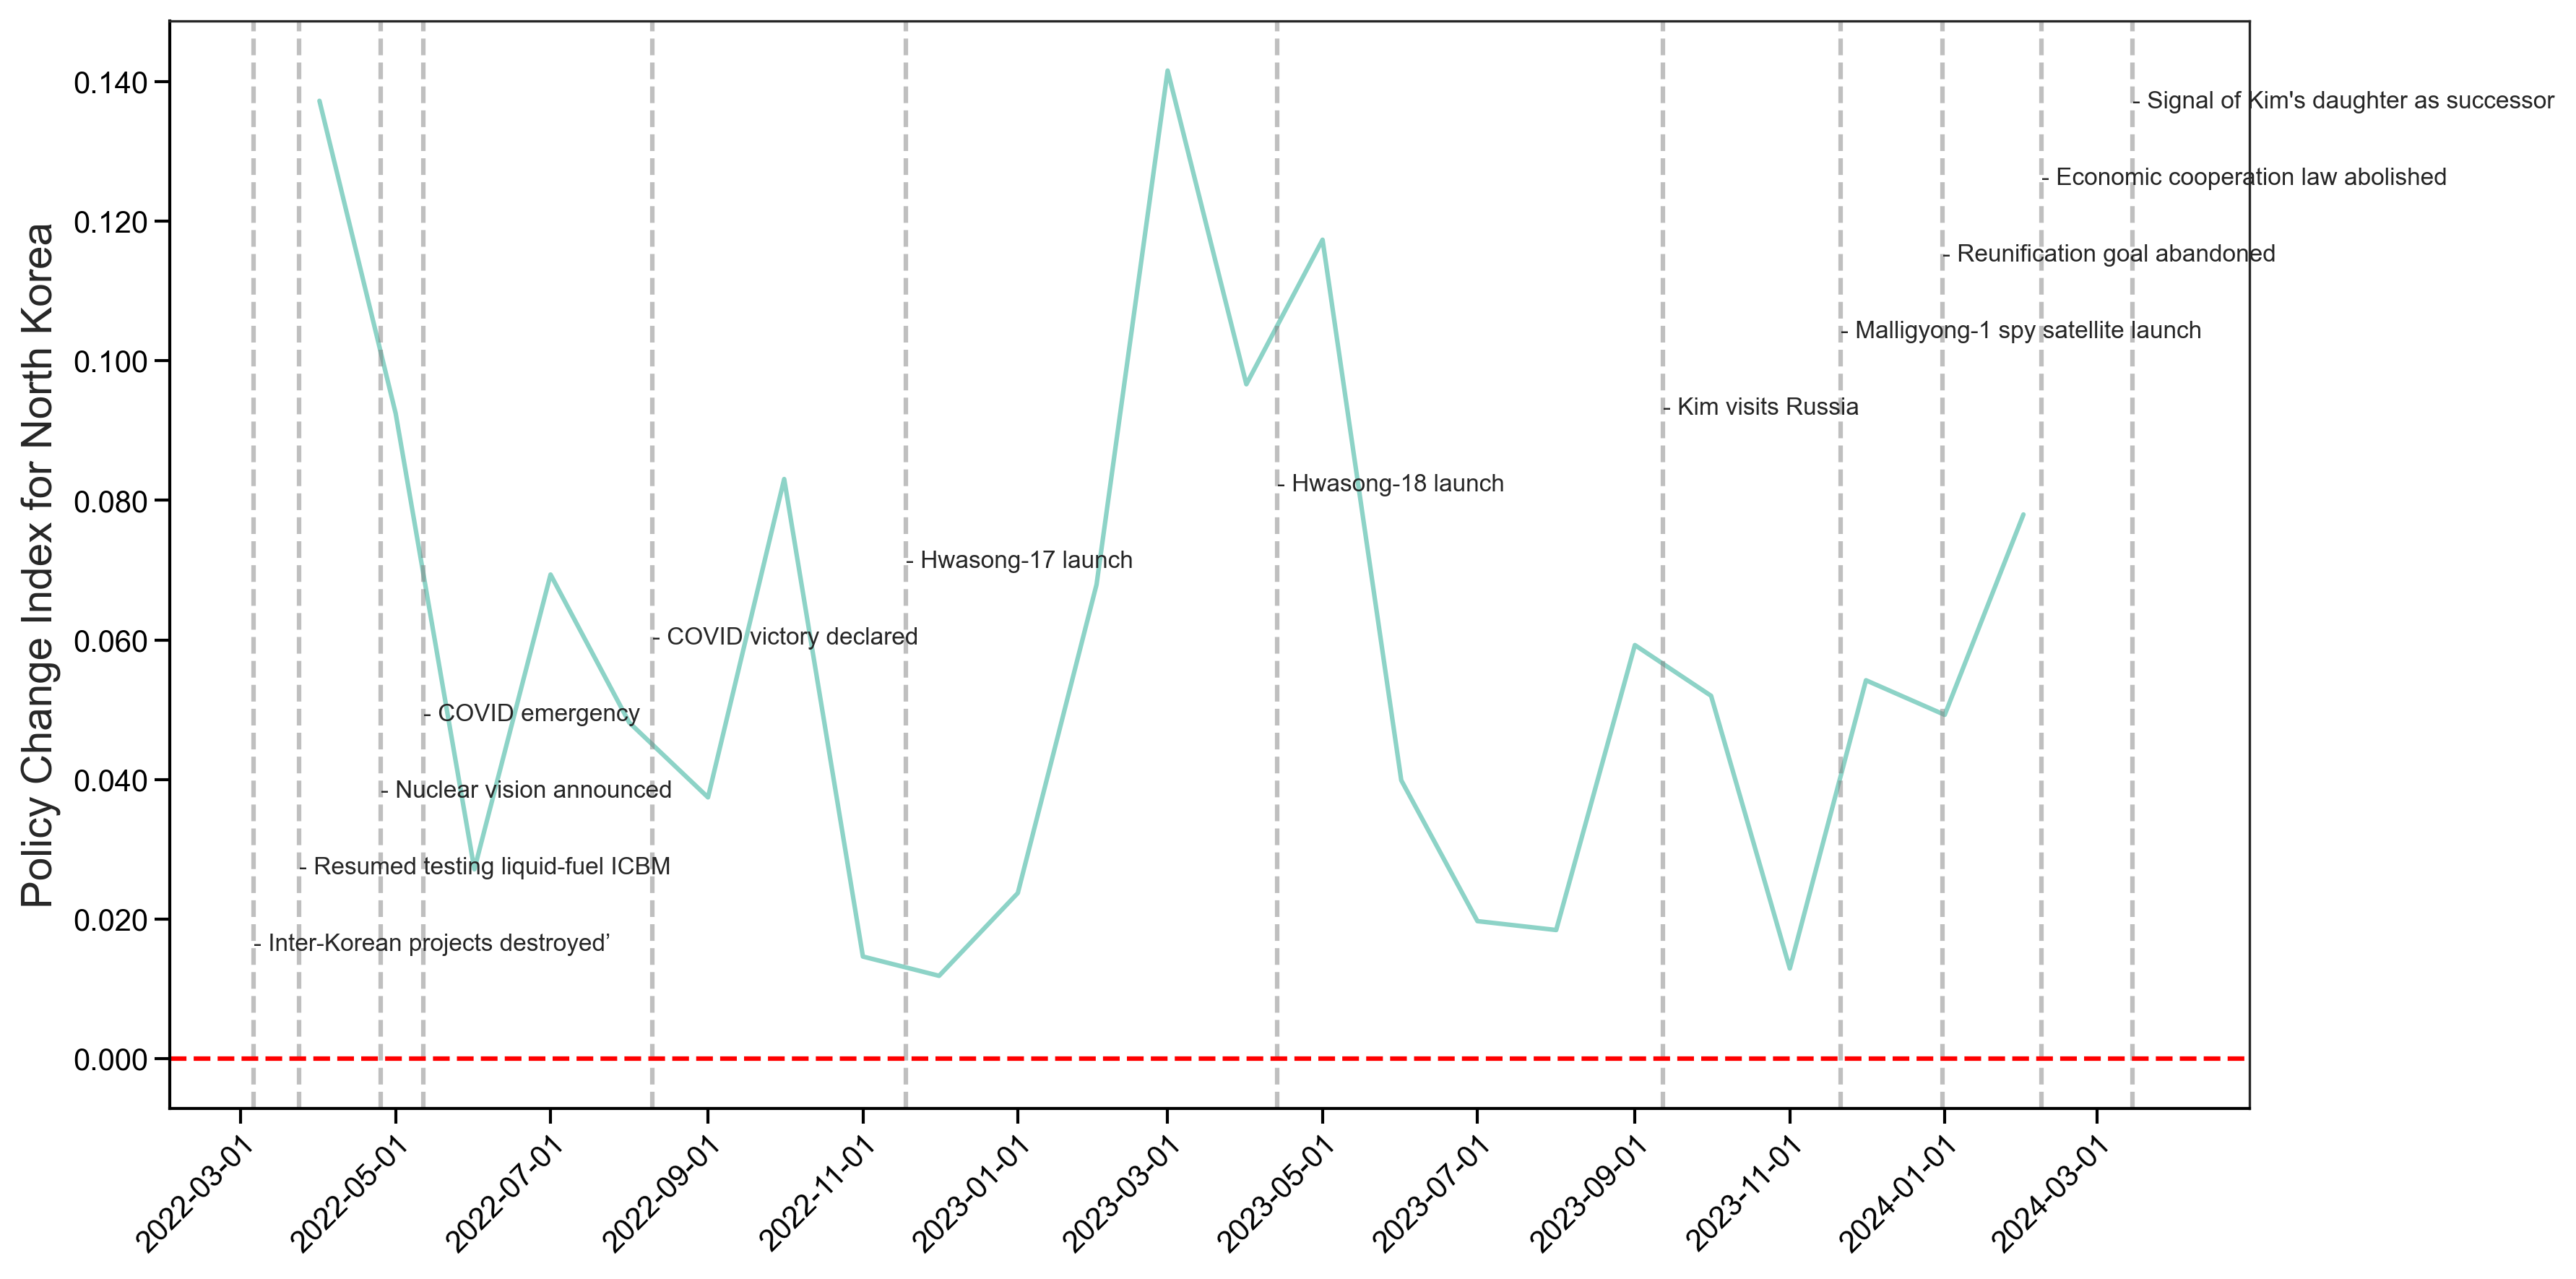 Policy Change Index for North Korea
0.140
0.120
0.100
0.080
0.060
0.040
0.020
0.000
- Signal of Kim's daughter as successor
- Economic cooperation law abolished
- Reunification goal abandoned
- Malligyong-1 spy satellite launch
- Kim visits Russia
- Hwasong-18 launch
- Hwasong-17 launch
- COVID victory declared
- COVID emergency
- Nuclear vision announced
- Resumed testing liquid-fuel ICBM
- Inter-Korean projects destroyed’
2022-03-01
2022-05-01
2022-07-01
2022-09-01
2022-11-01
2023-01-01
2023-03-01
2023-05-01
2023-07-01
2023-09-01
2023-11-01
2024-01-01
2024-03-01